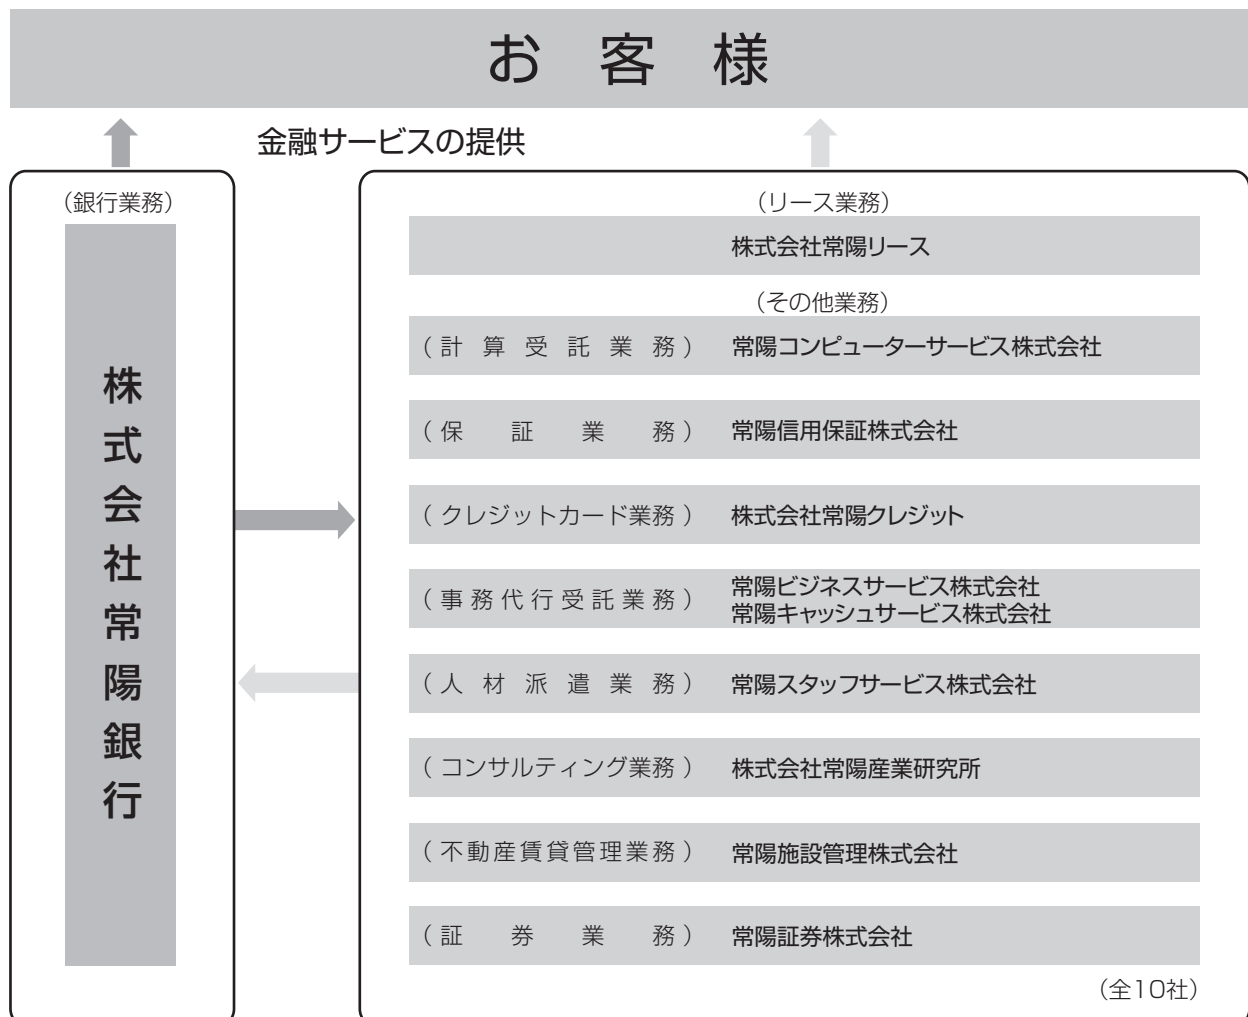 お客様
金融サービスの提供
(銀行業務)
株式会社常陽銀行
(リース業務)
株式会社常陽リース
(その他業務)
(計算受託業務) 常陽コンピューターサービス株式会社
(保証業務) 常陽信用保証株式会社
(クレジットカード業務) 株式会社常陽クレジット
(事務代行受託業務) 常陽ビジネスサービス株式会社
常陽キャッシュサービス株式会社
(人材派遣業務) 常陽スタッフサービス株式会社
(コンサルティング業務) 株式会社常陽産業研究所
(不動産賃貸管理業務) 常陽施設管理株式会社
(証券業務) 常陽証券株式会社
(全10社)